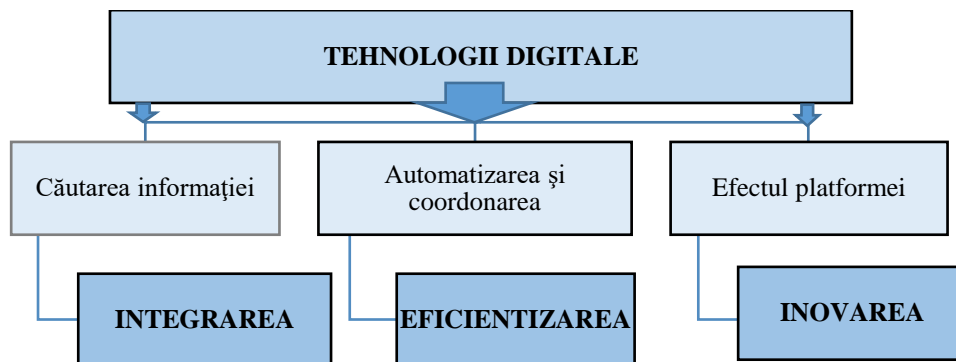 TEHNOLOGII DIGITALE
Căutarea informaţiei
Automatizarea şi
coordonarea
Efectul platformei
INTEGRAREA
EFICIENTIZAREA
INOVAREA